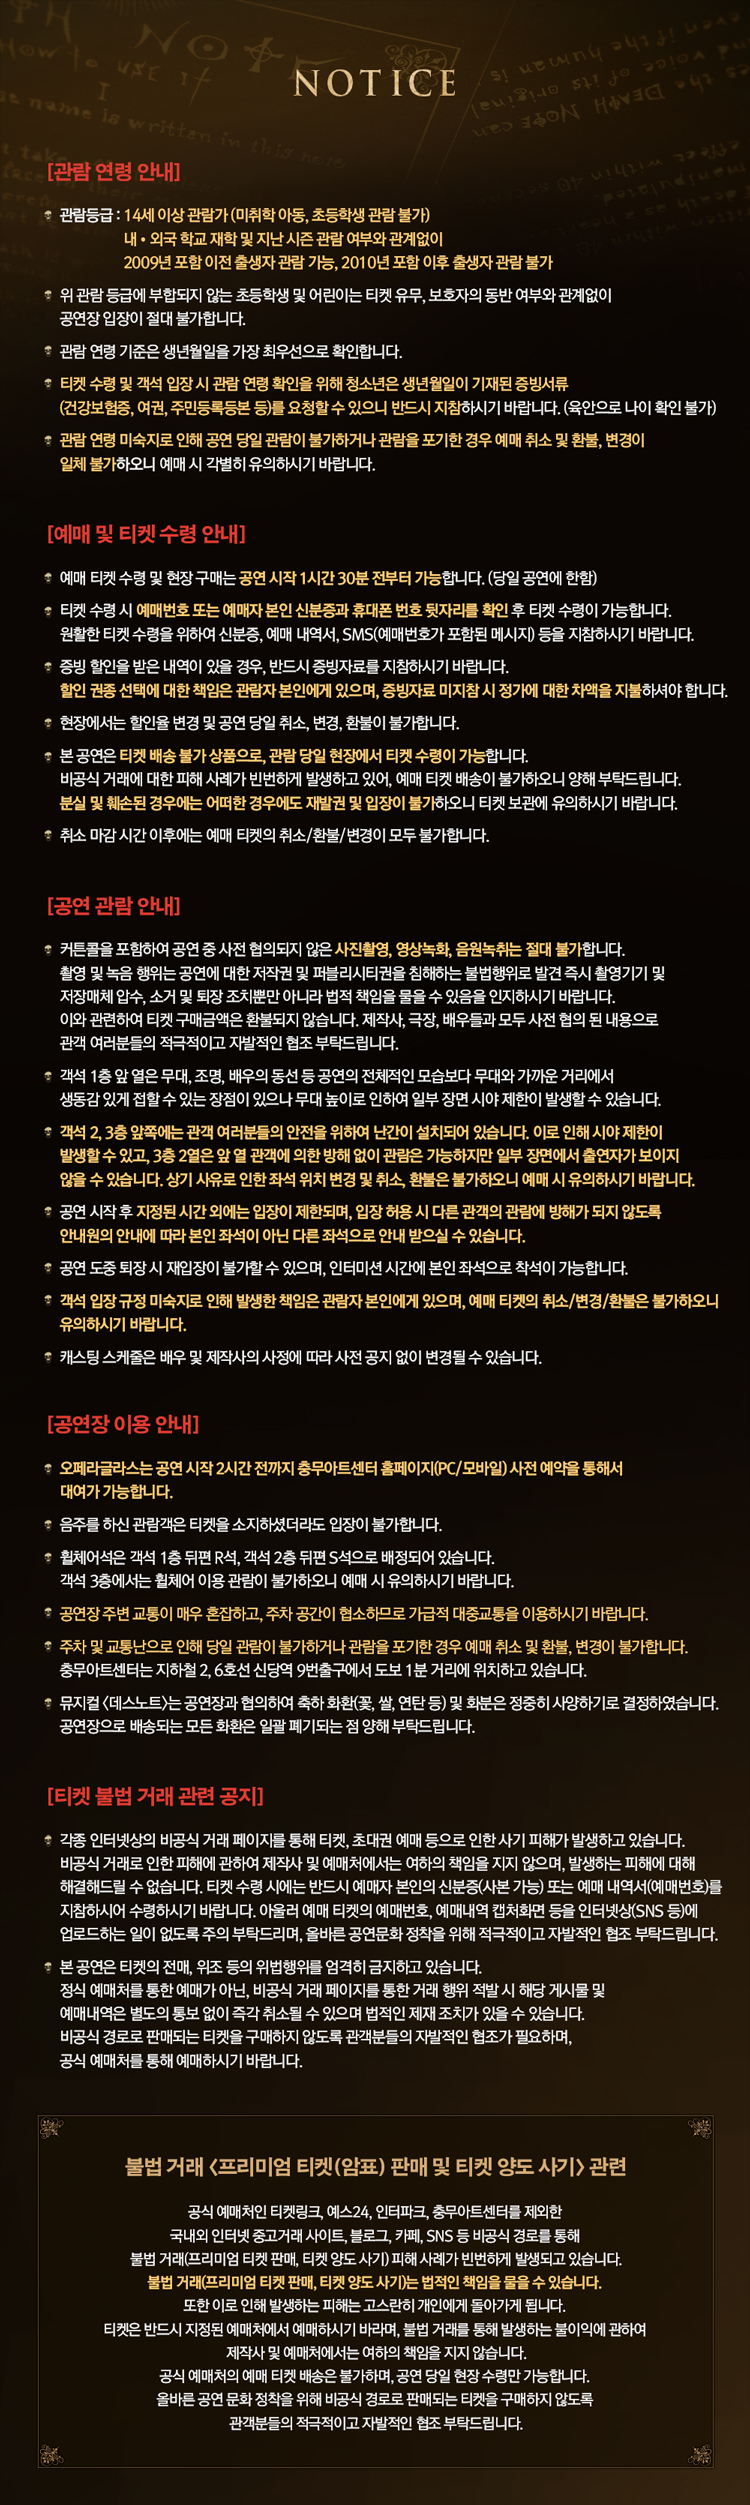 NOTICE
[관람 연령 안내]
관람등급 : 14세 이상 관람가 (미취학 아동, 초등학생 관람 불가)
내 • 외국 학교 재학 및 지난 시즌 관람 여부와 관계없이
2009년 포함 이전 출생자 관람 가능, 2010년 포함 이후 출생자 관람 불가
위 관람 등급에 부합되지 않는 초등학생 및 어린이는 티켓 유무, 보호자의 동반 여부와 관계없이
공연장 입장이 절대 불가합니다.
관람 연령 기준은 생년월일을 가장 최우선으로 확인합니다.
티켓 수령 및 객석 입장 시 관람 연령 확인을 위해 청소년은 생년월일이 기재된 증빙서류
(건강보험증, 여권, 주민등록등본 등)를 요청할 수 있으니 반드시 지참하시기 바랍니다. (육안으로 나이 확인 불가)
관람 연령 미숙지로 인해 공연 당일 관람이 불가하거나 관람을 포기한 경우 예매 취소 및 환불, 변경이
일체 불가하오니 예매 시 각별히 유의하시기 바랍니다.
[예매 및 티켓 수령 안내]
예매 티켓 수령 및 현장 구매는 공연 시작 1시간 30분 전부터 가능합니다. (당일 공연에 한함)
티켓 수령 시 예매번호 또는 예매자 본인 신분증과 휴대폰 번호 뒷자리를 확인 후 티켓 수령이 가능합니다.
원활한 티켓 수령을 위하여 신분증, 예매 내역서, SMS(예매번호가 포함된 메시지) 등을 지참하시기 바랍니다.
증빙 할인을 받은 내역이 있을 경우, 반드시 증빙자료를 지참하시기 바랍니다.
할인 권종 선택에 대한 책임은 관람자 본인에게 있으며, 증빙자료 미지참 시 정가에 대한 차액을 지불하셔야 합니다.
현장에서는 할인율 변경 및 공연 당일 취소, 변경, 환불이 불가합니다.
본 공연은 티켓 배송 불가 상품으로, 관람 당일 현장에서 티켓 수령이 가능합니다.
비공식 거래에 대한 피해 사례가 빈번하게 발생하고 있어, 예매 티켓 배송이 불가하오니 양해 부탁드립니다.
분실 및 훼손된 경우에는 어떠한 경우에도 재발권 및 입장이 불가하오니 티켓 보관에 유의하시기 바랍니다.
취소 마감 시간 이후에는 예매 티켓의 취소/환불/변경이 모두 불가합니다.
[공연 관람 안내]
커튼콜을 포함하여 공연 중 사전 협의되지 않은 사진촬영, 영상녹화, 음원녹취는 절대 불가합니다.
촬영 및 녹음 행위는 공연에 대한 저작권 및 퍼블리시티권을 침해하는 불법행위로 발견 즉시 촬영기기 및
저장매체 압수, 소거 및 퇴장 조치뿐만 아니라 법적 책임을 물을 수 있음을 인지하시기 바랍니다.
이와 관련하여 티켓 구매금액은 환불되지 않습니다. 제작사, 극장, 배우들과 모두 사전 협의 된 내용으로
관객 여러분들의 적극적이고 자발적인 협조 부탁드립니다.
객석 1층 앞 열은 무대, 조명, 배우의 동선 등 공연의 전체적인 모습보다 무대와 가까운 거리에서
생동감 있게 접할 수 있는 장점이 있으나 무대 높이로 인하여 일부 장면 시야 제한이 발생할 수 있습니다.
객석 2, 3층 앞쪽에는 관객 여러분들의 안전을 위하여 난간이 설치되어 있습니다. 이로 인해 시야 제한이
발생할 수 있고, 3층 2열은 앞 열 관객에 의한 방해 없이 관람은 가능하지만 일부 장면에서 출연자가 보이지
않을 수 있습니다. 상기 사유로 인한 좌석 위치 변경 및 취소, 환불은 불가하오니 예매 시 유의하시기 바랍니다.
공연 시작 후 지정된 시간 외에는 입장이 제한되며, 입장 허용 시 다른 관객의 관람에 방해가 되지 않도록
안내원의 안내에 따라 본인 좌석이 아닌 다른 좌석으로 안내 받으실 수 있습니다.
공연 도중 퇴장 시 재입장이 불가할 수 있으며, 인터미션 시간에 본인 좌석으로 착석이 가능합니다.
객석 입장 규정 미숙지로 인해 발생한 책임은 관람자 본인에게 있으며, 예매 티켓의 취소/변경/환불은 불가하오니
유의하시기 바랍니다.
캐스팅 스케줄은 배우 및 제작사의 사정에 따라 사전 공지 없이 변경될 수 있습니다.
[공연장 이용 안내]
오페라글라스는 공연 시작 2시간 전까지 충무아트센터 홈페이지(PC/모바일) 사전 예약을 통해서
대여가 가능합니다.
음주를 하신 관람객은 티켓을 소지하셨더라도 입장이 불가합니다.
휠체어석은 객석 1층 뒤편 R석, 객석 2층 뒤편 S석으로 배정되어 있습니다.
객석 3층에서는 휠체어 이용 관람이 불가하오니 예매 시 유의하시기 바랍니다.
공연장 주변 교통이 매우 혼잡하고, 주차 공간이 협소하므로 가급적 대중교통을 이용하시기 바랍니다.
주차 및 교통난으로 인해 당일 관람이 불가하거나 관람을 포기한 경우 예매 취소 및 환불, 변경이 불가합니다.
충무아트센터는 지하철 2, 6호선 신당역 9번출구에서 도보 1분 거리에 위치하고 있습니다.
뮤지컬 〈데스노트〉는 공연장과 협의하여 축하 화환(꽃, 쌀, 연탄 등) 및 화분은 정중히 사양하기로 결정하였습니다.
공연장으로 배송되는 모든 화환은 일괄 폐기되는 점 양해 부탁드립니다.
[티켓 불법 거래 관련 공지]
각종 인터넷상의 비공식 거래 페이지를 통해 티켓, 초대권 예매 등으로 인한 사기 피해가 발생하고 있습니다.
비공식 거래로 인한 피해에 관하여 제작사 및 예매처에서는 여하의 책임을 지지 않으며, 발생하는 피해에 대해
해결해드릴 수 없습니다. 티켓 수령 시에는 반드시 예매자 본인의 신분증(사본 가능) 또는 예매 내역서(예매번호)를
지참하시어 수령하시기 바랍니다. 아울러 예매 티켓의 예매번호, 예매내역 캡처화면 등을 인터넷상(SNS 등)에
업로드하는 일이 없도록 주의 부탁드리며, 올바른 공연문화 정착을 위해 적극적이고 자발적인 협조 부탁드립니다.
본 공연은 티켓의 전매, 위조 등의 위법행위를 엄격히 금지하고 있습니다.
정식 예매처를 통한 예매가 아닌, 비공식 거래 페이지를 통한 거래 행위 적발 시 해당 게시물 및
예매내역은 별도의 통보 없이 즉각 취소될 수 있으며 법적인 제재 조치가 있을 수 있습니다.
비공식 경로로 판매되는 티켓을 구매하지 않도록 관객분들의 자발적인 협조가 필요하며,
공식 예매처를 통해 예매하시기 바랍니다.
불법 거래 〈프리미엄 티켓(암표) 판매 및 티켓 양도 사기〉 관련
공식 예매처인 티켓링크, 예스24, 인터파크, 충무아트센터를 제외한
국내외 인터넷 중고거래 사이트, 블로그, 카페, SNS 등 비공식 경로를 통해
불법 거래(프리미엄 티켓 판매, 티켓 양도 사기) 피해 사례가 빈번하게 발생되고 있습니다.
불법 거래(프리미엄 티켓 판매, 티켓 양도 사기)는 법적인 책임을 물을 수 있습니다.
또한 이로 인해 발생하는 피해는 고스란히 개인에게 돌아가게 됩니다.
티켓은 반드시 지정된 예매처에서 예매하시기 바라며, 불법 거래를 통해 발생하는 불이익에 관하여
제작사 및 예매처에서는 여하의 책임을 지지 않습니다.
공식 예매처의 예매 티켓 배송은 불가하며, 공연 당일 현장 수령만 가능합니다.
올바른 공연 문화 정착을 위해 비공식 경로로 판매되는 티켓을 구매하지 않도록
관객분들의 적극적이고 자발적인 협조 부탁드립니다.